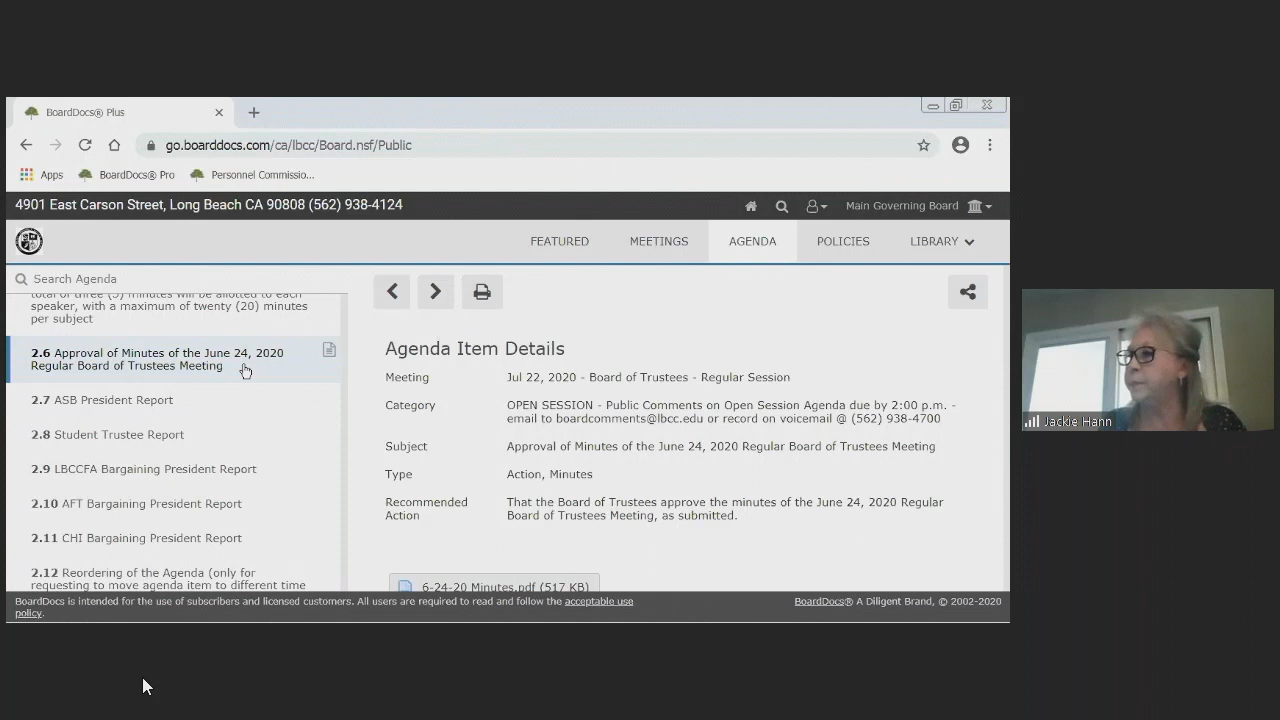 BoardDocs® Plus
go.boarddocs.com/ca/lbcc/Board.nsf/Public
Apps
BoardDocs® Pro
Personnel Commissio...
4901 East Carson Street, Long Beach CA 90808 (562) 938-4124
Main Governing Board
FEATURED
MEETINGS
AGENDA
POLICIES
LIBRARY
Search Agenda
total of three (3) minutes will be allotted to each
speaker, with a maximum of twenty (20) minutes
per subject
2.6 Approval of Minutes of the June 24, 2020
Regular Board of Trustees Meeting
2.7 ASB President Report
2.8 Student Trustee Report
2.9 LBCCFA Bargaining President Report
2.10 AFT Bargaining President Report
2.11 CHI Bargaining President Report
2.12 Reordering of the Agenda (only for
requesting to move agenda item to different time
Agenda Item Details
Meeting
Jul 22, 2020 - Board of Trustees - Regular Session
Category
OPEN SESSION - Public Comments on Open Session Agenda due by 2:00 p.m. -
email to boardcomments@lbcc.edu or record on voicemail @ (562) 938-4700
Subject
Approval of Minutes of the June 24, 2020 Regular Board of Trustees Meeting
Type
Action, Minutes
Recommended
Action
That the Board of Trustees approve the minutes of the June 24, 2020 Regular
Board of Trustees Meeting, as submitted.
6-24-20 Minutes.pdf (517 KB)
BoardDocs is intended for the use of subscribers and licensed customers. All users are required to read and follow the acceptable use
policy.
BoardDocs® A Diligent Brand, © 2002-2020
Jackie Hann